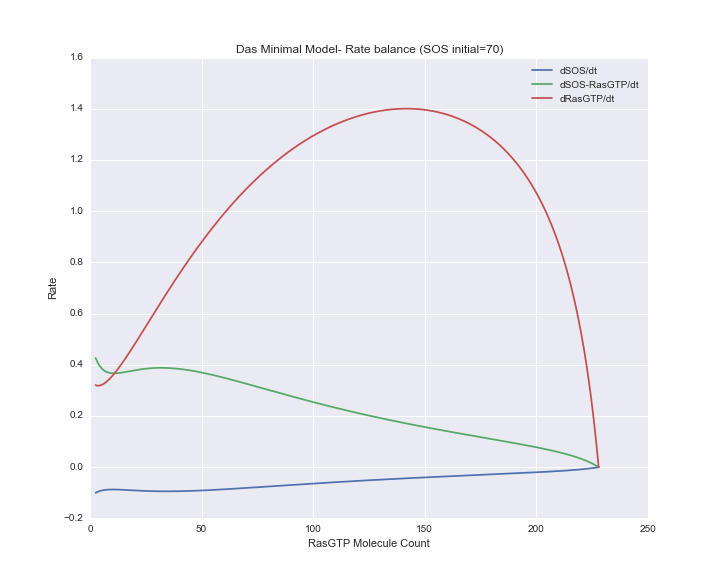 Das Minimal Model- Rate balance (SOS initial=70)
dSOS/dt
dSOS-RasGTP/dt
dRasGTP/dt
1.6
1.4
1.2
1.0
0.8
0.6
0.4
0.2
0.0
−0.2
Rate
0 50 100 150 200 250
RasGTP Molecule Count